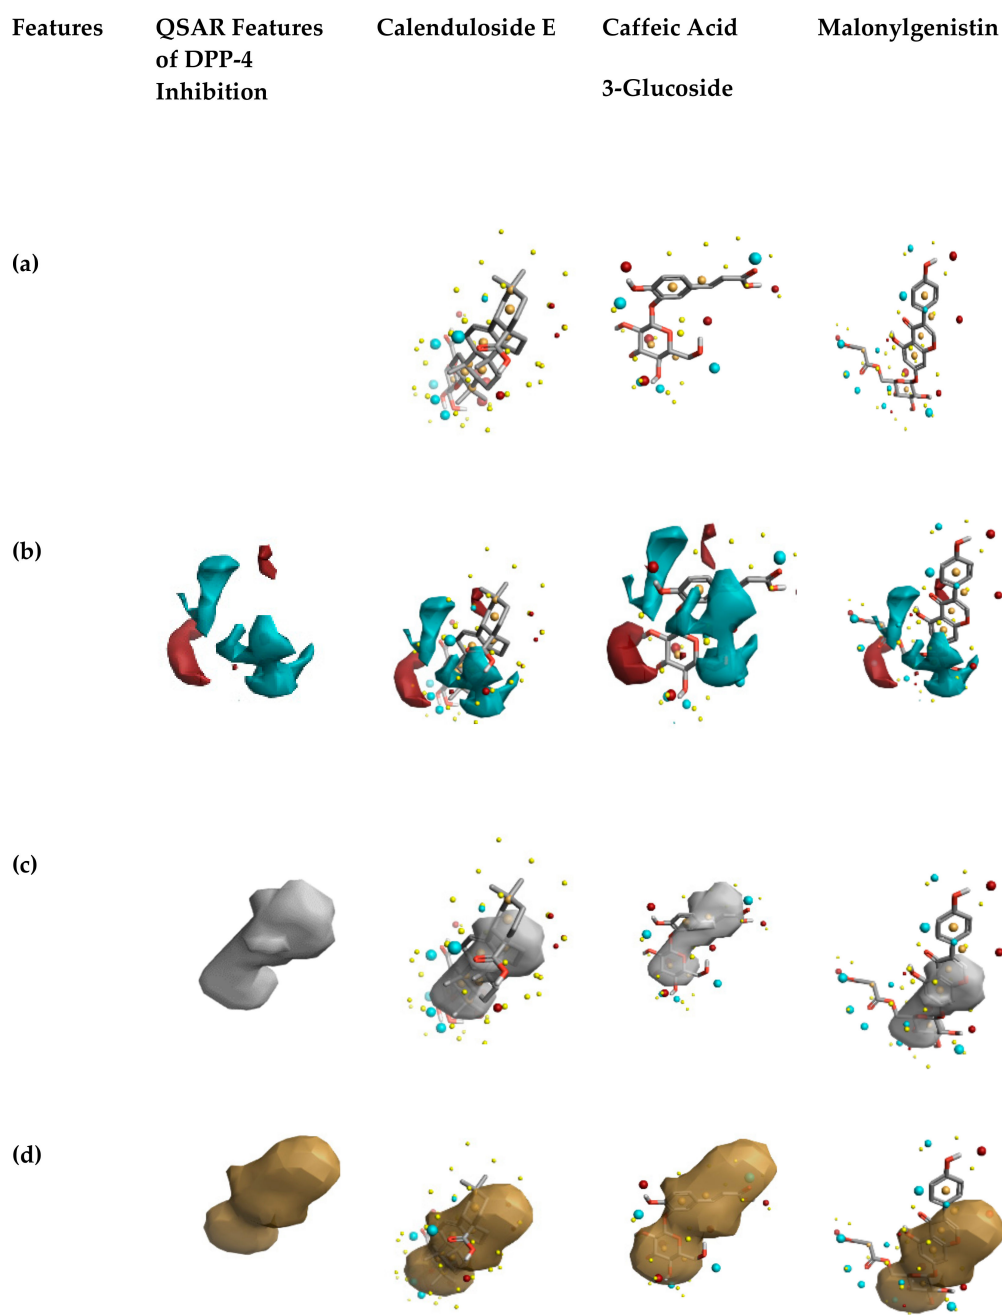 Features
QSAR Features
of DPP-4
Inhibition
Calenduloside E
Caffeic Acid
3-Glucoside
Malonylgenistin
(a)
(b)
(c)
(d)